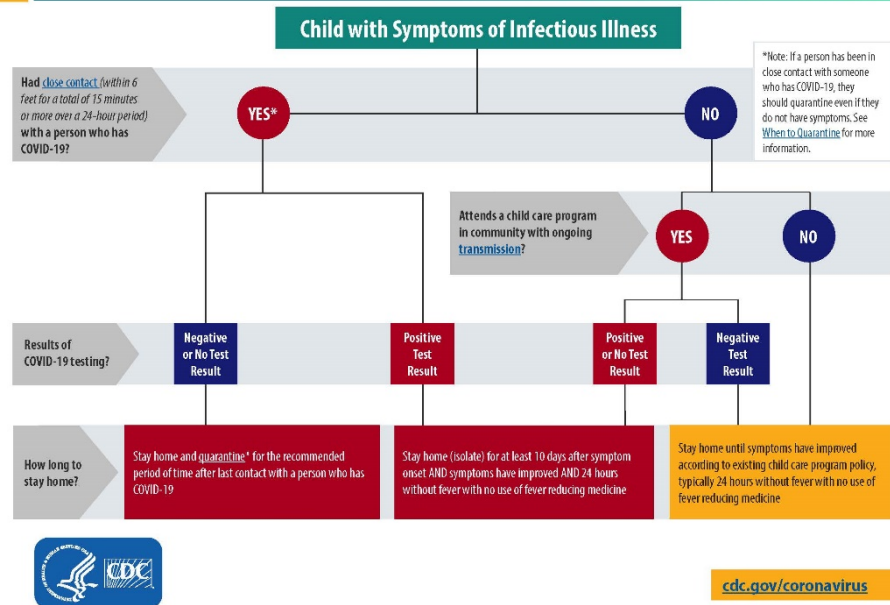 Child with Symptoms of Infectious Illness
*Note: If a person has been in
close contact with someone
who has COVID-19, they
should quarantine even if they
do not have symptoms. See
When to Quarantine for more
information.
Had close contact (within 6
feet for a total of 15 minutes
or more over a 24-hour period)
with a person who has
COVID-19?
YES*
NO
Attends a child care program
in community with ongoing
transmission?
YES
NO
Results of
COVID-19 testing?
Negative
or No Test
Result
Positive
Test
Result
Positive
or No Test
Result
Negative
Test
Result
How long to
stay home?
Stay home and quarantine* for the recommended
period of time after last contact with a person who has
COVID-19
Stay home (isolate) for at least 10 days after symptom
onset AND symptoms have improved AND 24 hours
without fever with no use of fever reducing medicine
Stay home until symptoms have improved
according to existing child care program policy,
typically 24 hours without fever with no use of
fever reducing medicine
CDC
cdc.gov/coronavirus